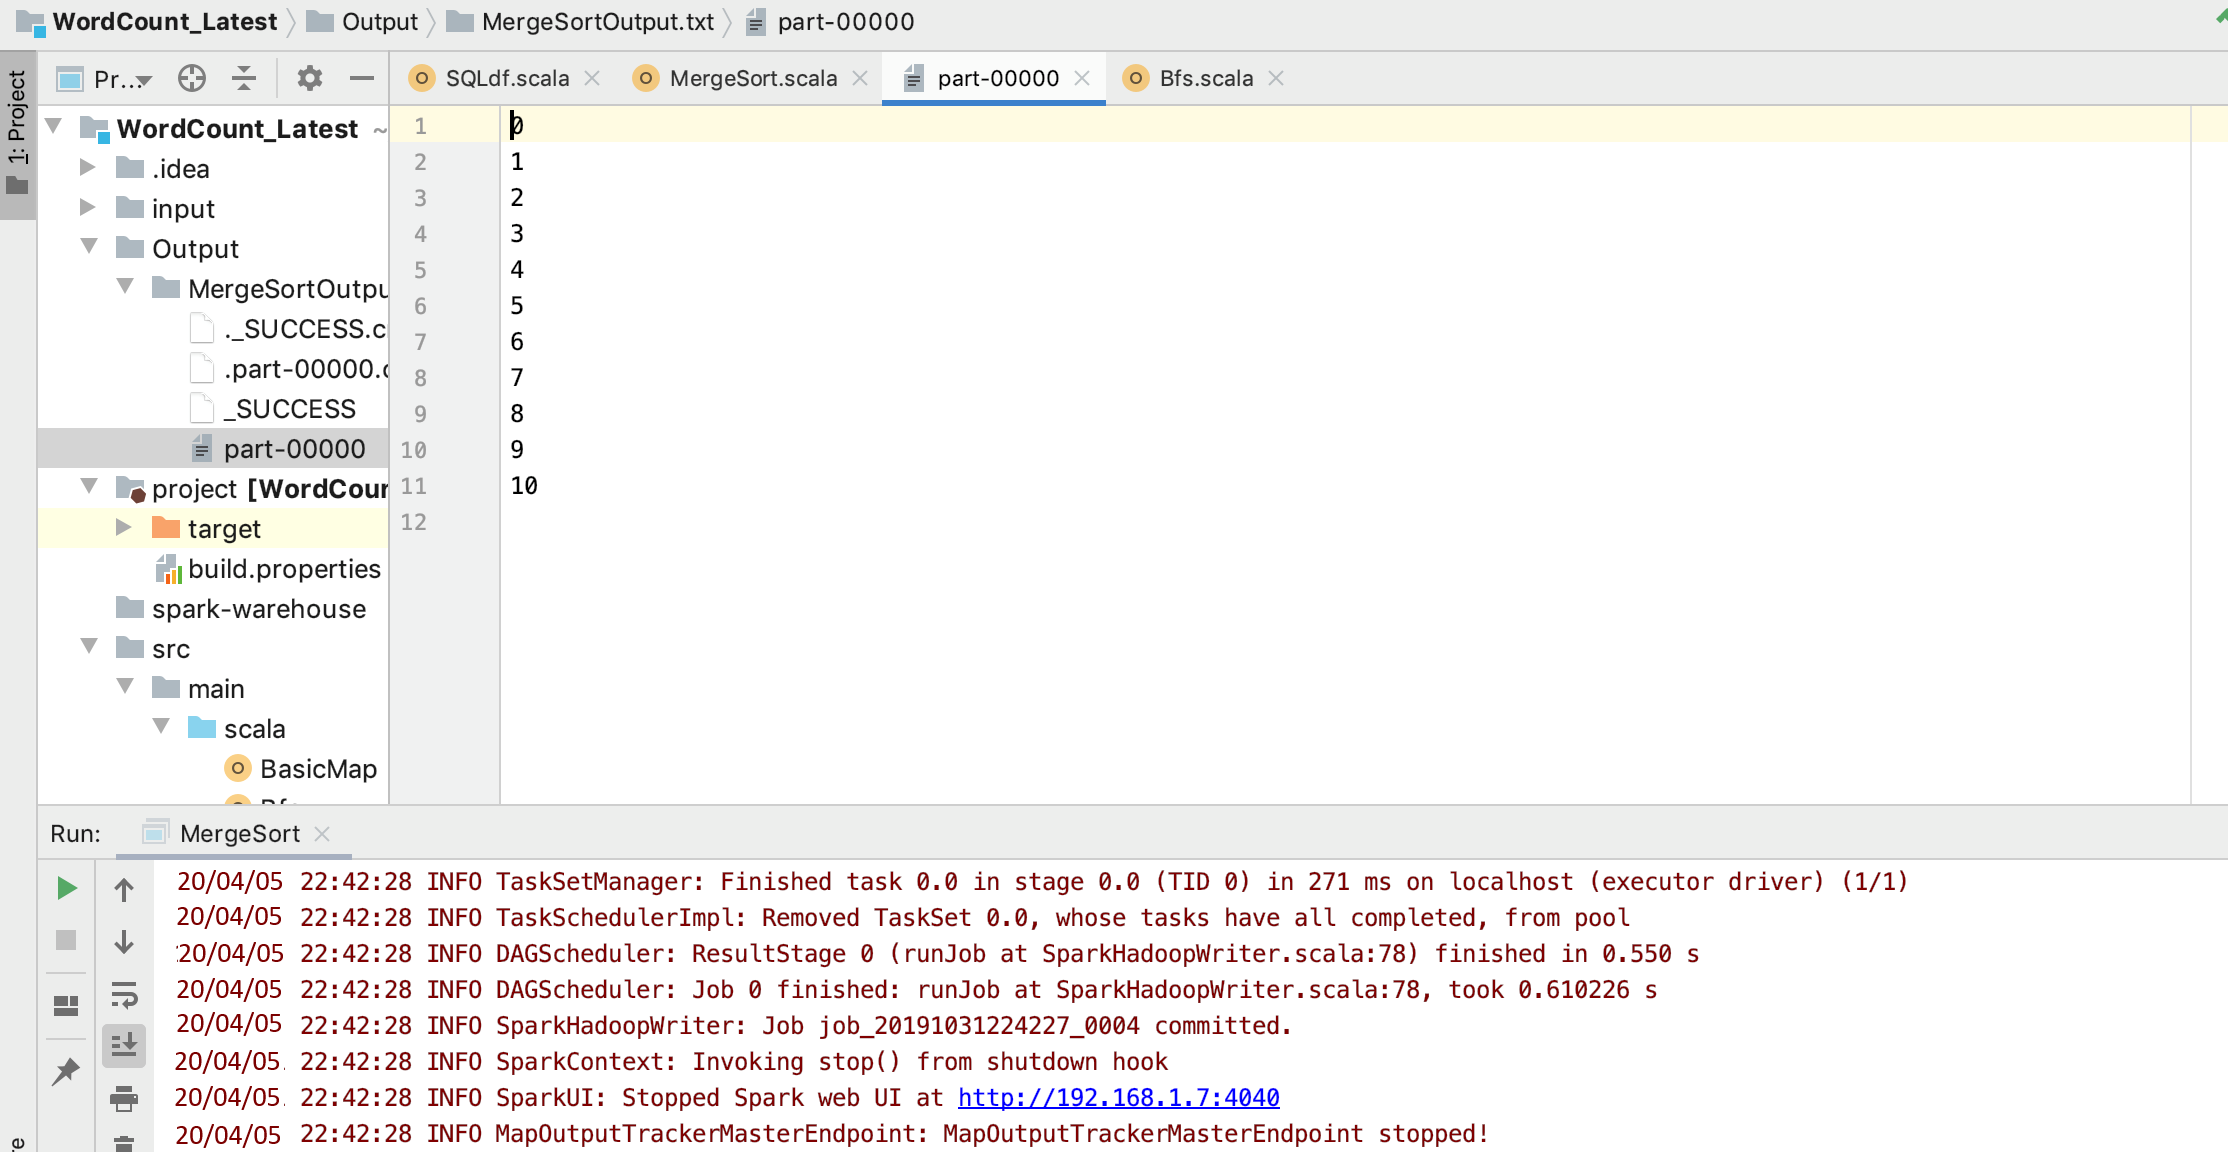 WordCount_Latest Output MergeSortOutput.txt part-00000
1: Project
Pr...
SQLdf.scala MergeSort.scala part-00000 Bfs.scala
WordCount_Latest ~
.idea
input
Output
MergeSortOutpu
._SUCCESS.c
.part-00000.c
_SUCCESS
part-00000
project [WordCour
target
build.properties
spark-warehouse
src
main
scala
BasicMap
1 0
2 1
3 2
4 3
5 4
6 5
7 6
8 7
9 8
10 9
11 10
12
Run: MergeSort
20/04/05 22:42:28 INFO TaskSetManager: Finished task 0.0 in stage 0.0 (TID 0) in 271 ms on localhost (executor driver) (1/1)
20/04/05 22:42:28 INFO TaskSchedulerImpl: Removed TaskSet 0.0, whose tasks have all completed, from pool
20/04/05 22:42:28 INFO DAGScheduler: ResultStage 0 (runJob at SparkHadoopWriter.scala:78) finished in 0.550 s
20/04/05 22:42:28 INFO DAGScheduler: Job 0 finished: runJob at SparkHadoopWriter.scala:78, took 0.610226 s
20/04/05 22:42:28 INFO SparkHadoopWriter: Job job_20191031224227_0004 committed.
20/04/05. 22:42:28 INFO SparkContext: Invoking stop() from shutdown hook
20/04/05. 22:42:28 INFO SparkUI: Stopped Spark web UI at http://192.168.1.7:4040
20/04/05 22:42:28 INFO MapOutputTrackerMasterEndpoint: MapOutputTrackerMasterEndpoint stopped!